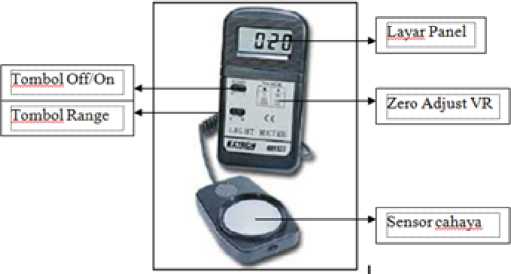 020
Layar Panel
Tombol Off/On
Zero Adjust VR
Tombol Range
LIGHT METER
EXTECH
Sensor cahaya